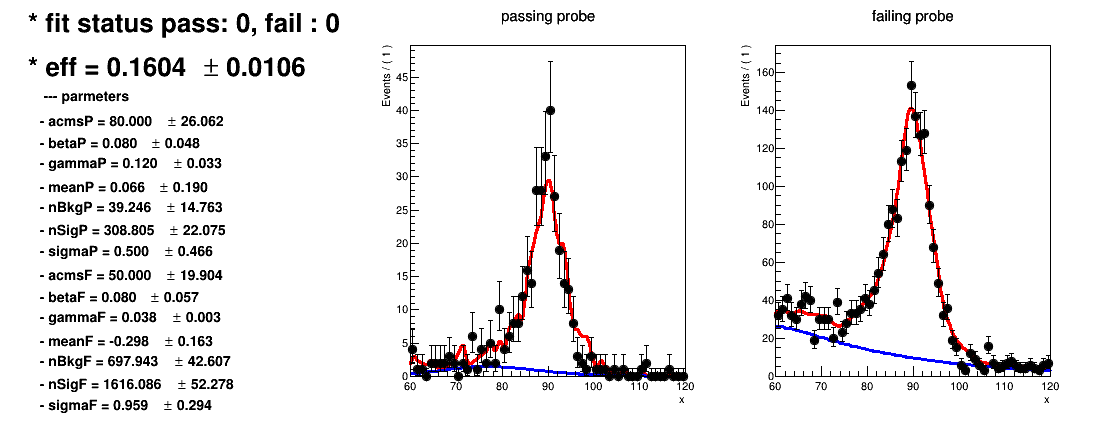 * fit status pass: 0, fail : 0
* eff = 0.1604 ± 0.0106
--- parmeters
- acmsP = 80.000 ± 26.062
- betaP = 0.080 ± 0.048
- gammaP = 0.120 ± 0.033
- meanP = 0.066 ± 0.190
- nBkgP = 39.246 ± 14.763
- nSigP = 308.805 ± 22.075
- sigmaP = 0.500 ± 0.466
- acmsF = 50.000 ± 19.904
- betaF = 0.080 ± 0.057
- gammaF = 0.038 ± 0.003
- meanF = -0.298 ± 0.163
- nBkgF = 697.943 ± 42.607
- nSigF = 1616.086 ± 52.278
- sigmaF = 0.959 ± 0.294
passing probe
Events / ( 1 )
45
40
35
30
25
20
15
10
5
0
60 70 80 90 100 110 120
x
failing probe
Events / ( 1 )
160
140
120
100
80
60
40
20
0
60 70 80 90 100 110 120
x